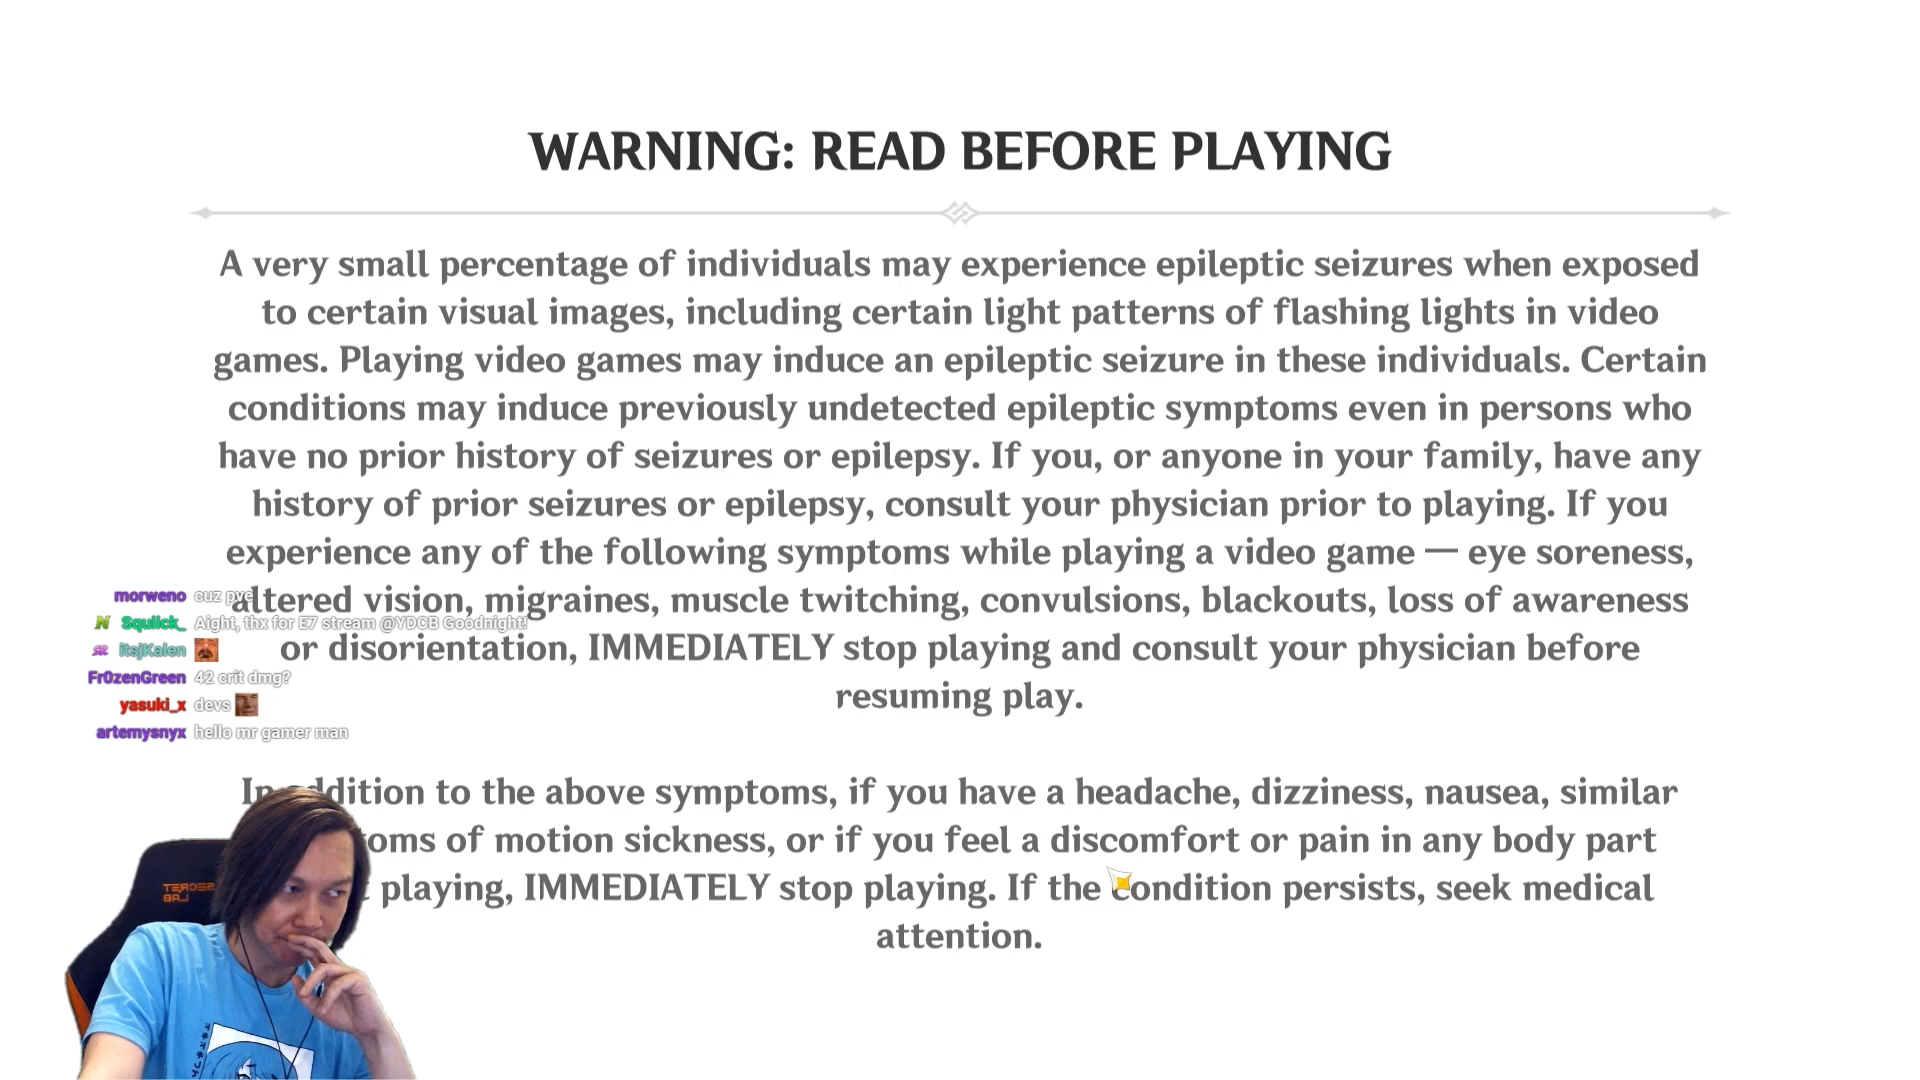 WARNING: READ BEFORE PLAYING
A very small percentage of individuals may experience epileptic seizures when exposed
to certain visual images, including certain light patterns of flashing lights in video
games. Playing video games may induce an epileptic seizure in these individuals. Certain
conditions may induce previously undetected epileptic symptoms even in persons who
have no prior history of seizures or epilepsy. If you, or anyone in your family, have any
history of prior seizures or epilepsy, consult your physician prior to playing. If you
experience any of the following symptoms while playing a video game — eye soreness,
altered vision, migraines, muscle twitching, convulsions, blackouts, loss of awareness
or disorientation, IMMEDIATELY stop playing and consult your physician before
resuming play.
morweno cuz pve
Squlick_ Aight, thx for E7 stream @YDCB Goodnight!
itsjKalen
Fr0zenGreen 42 crit dmg?
yasuki_x devs
artemysnyx hello mr gamer man
In addition to the above symptoms, if you have a headache, dizziness, nausea, similar
toms of motion sickness, or if you feel a discomfort or pain in any body part
playing, IMMEDIATELY stop playing. If the condition persists, seek medical
attention.
SECRET
LAB